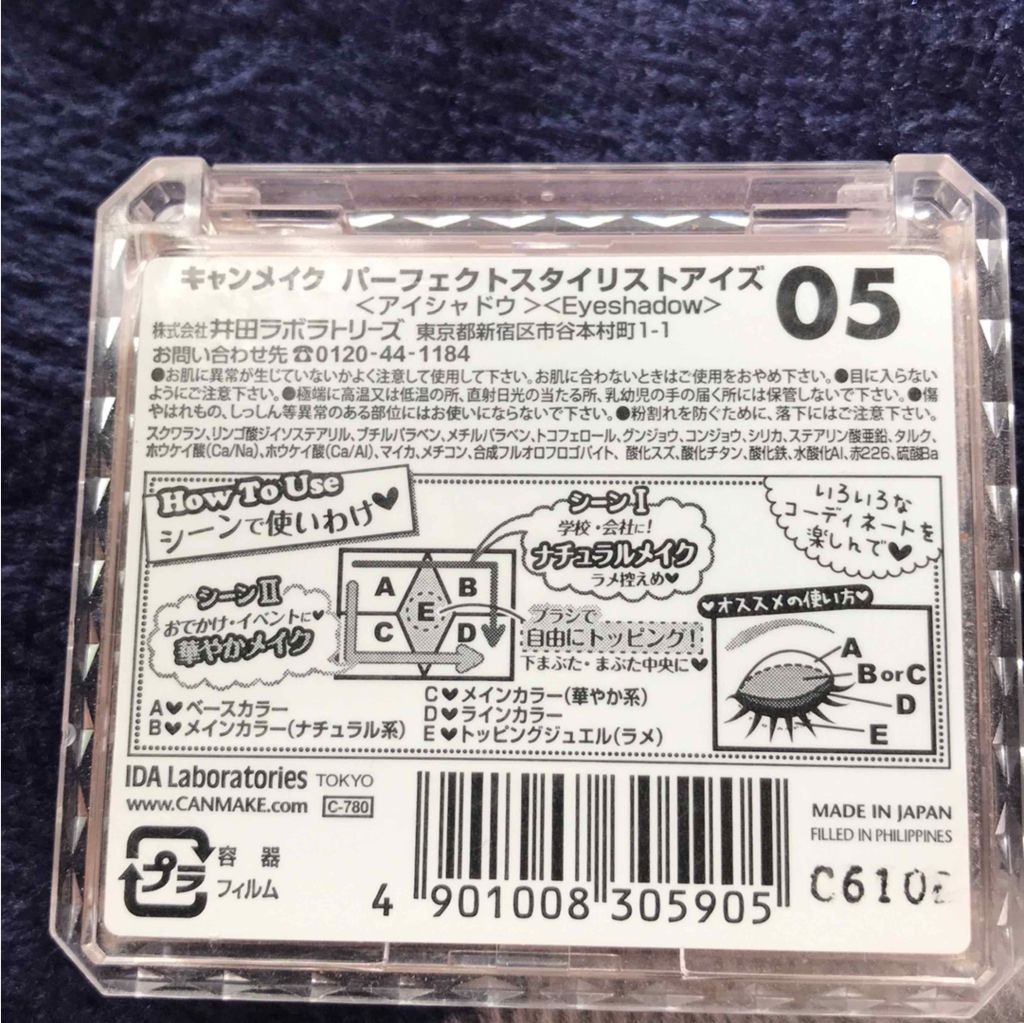 キャンメイク パーフェクトスタイリストアイズ 05
<アイシャドウ><Eyeshadow>
株式会社 井田ラボラトリーズ 東京都新宿区市谷本村町1-1
お問い合わせ先☎0120-44-1184
●お肌に異常が生じていないかよく注意して使用して下さい。お肌に合わないときはご使用をおやめ下さい。●目に入らない
ようにご注意下さい。●極端に高温又は低温の所、直射日光の当たる所、乳幼児の手の届く所には保管しないで下さい。●傷
やはれもの、しっしん等異常のある部位にはお使いにならないで下さい。●粉割れを防ぐために、落下にはご注意下さい。
スクワラン、リンゴ酸ジイソステアリル、ブチルパラベン、メチルパラベン、トコフェロール、グンジョウ、コンジョウ、シリカ、ステアリン酸亜鉛、タルク、
ホウケイ酸(Ca/Na)、ホウケイ酸(Ca/Al)、マイカ、メチコン、合成フルオロフロゴパイト、酸化スズ、酸化チタン、酸化鉄、水酸化Al、赤226、硫酸Ba
How To Use
シーンで使いわけ♥
シーンⅠ
学校・会社に!
ナチュラルメイク
ラメ控えめ♥
いろいろな
コーディネートを
楽しんで♥
シーンⅡ
おでかけ・イベントに♥
華やかメイク
A B
E
C D
ブラシで
自由にトッピング!
下まぶた・まぶた中央に♥
♥オススメの使い方♥
A
B or C
D
E
A♥ベースカラー
B♥メインカラー(ナチュラル系)
C♥メインカラー(華やか系)
D♥ラインカラー
E♥トッピングジュエル(ラメ)
IDA Laboratories TOKYO
www.CANMAKE.com C-780
プラ
容器
フィルム
4 901008 305905
MADE IN JAPAN
FILLED IN PHILIPPINES